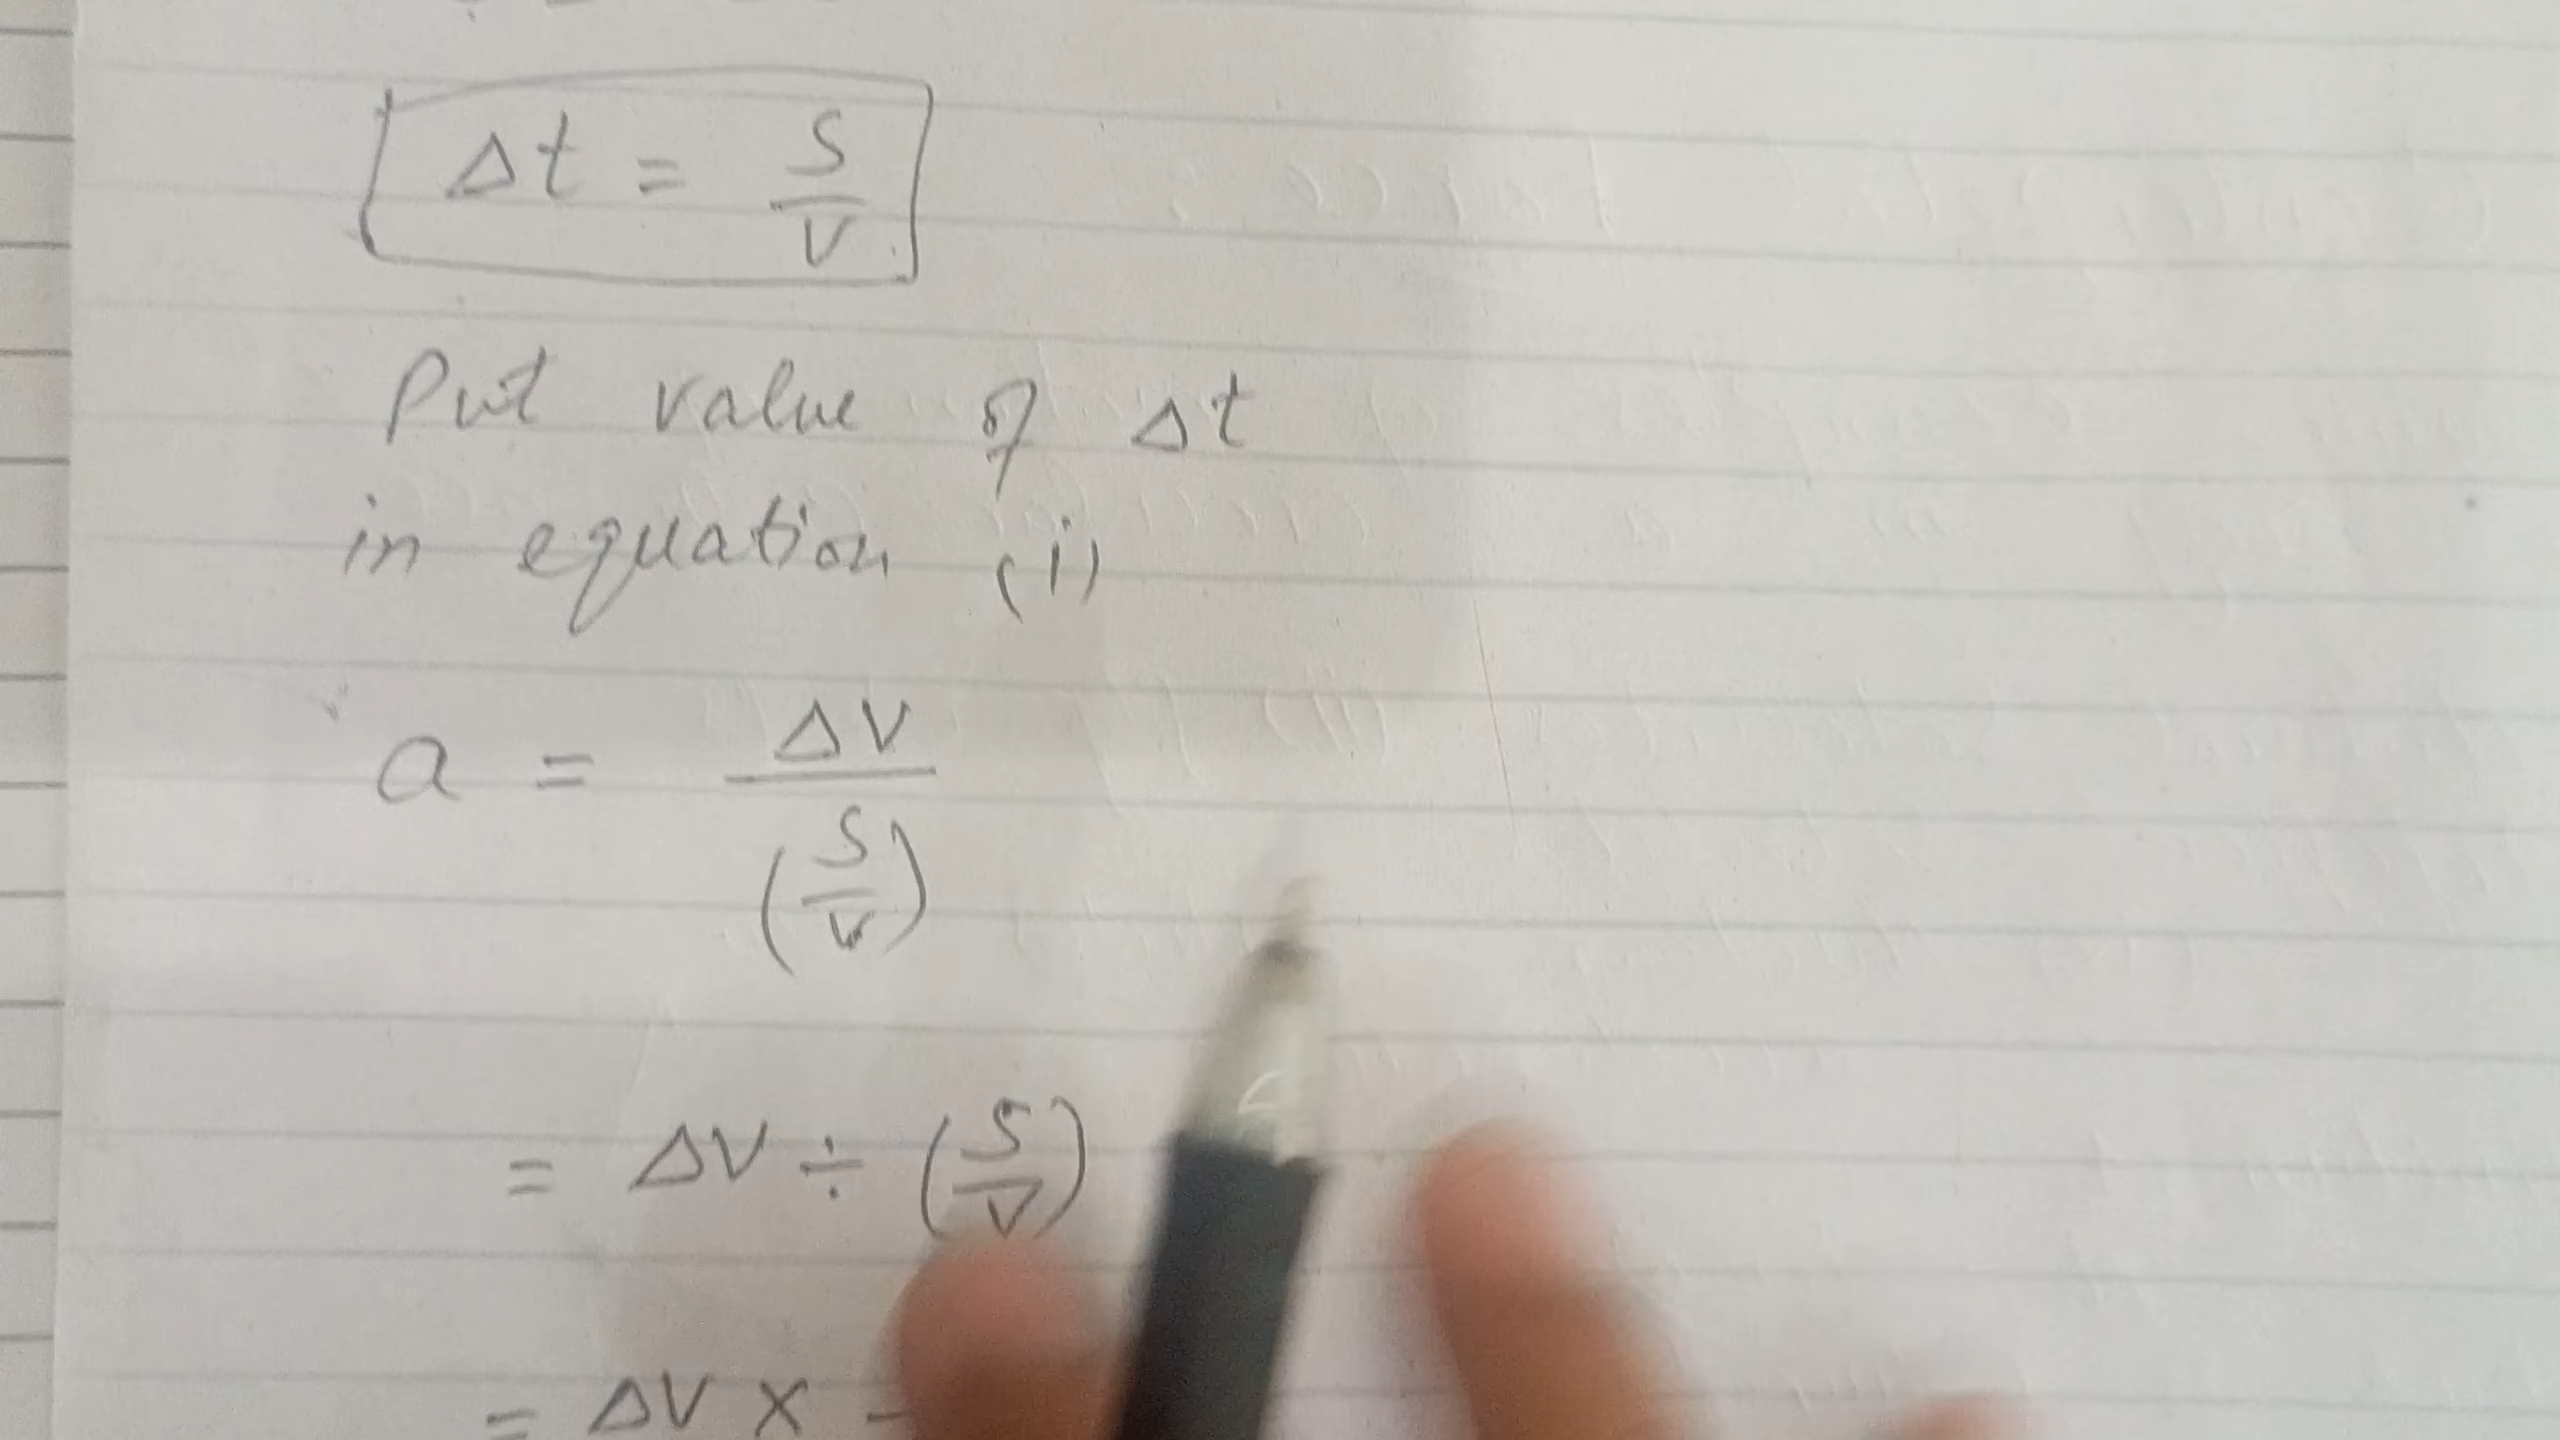 Δt = S/V
Put value of Δt
in equation (i)
a = ΔV/(S/V)
= ΔV ÷ (S/V)
= ΔV ×